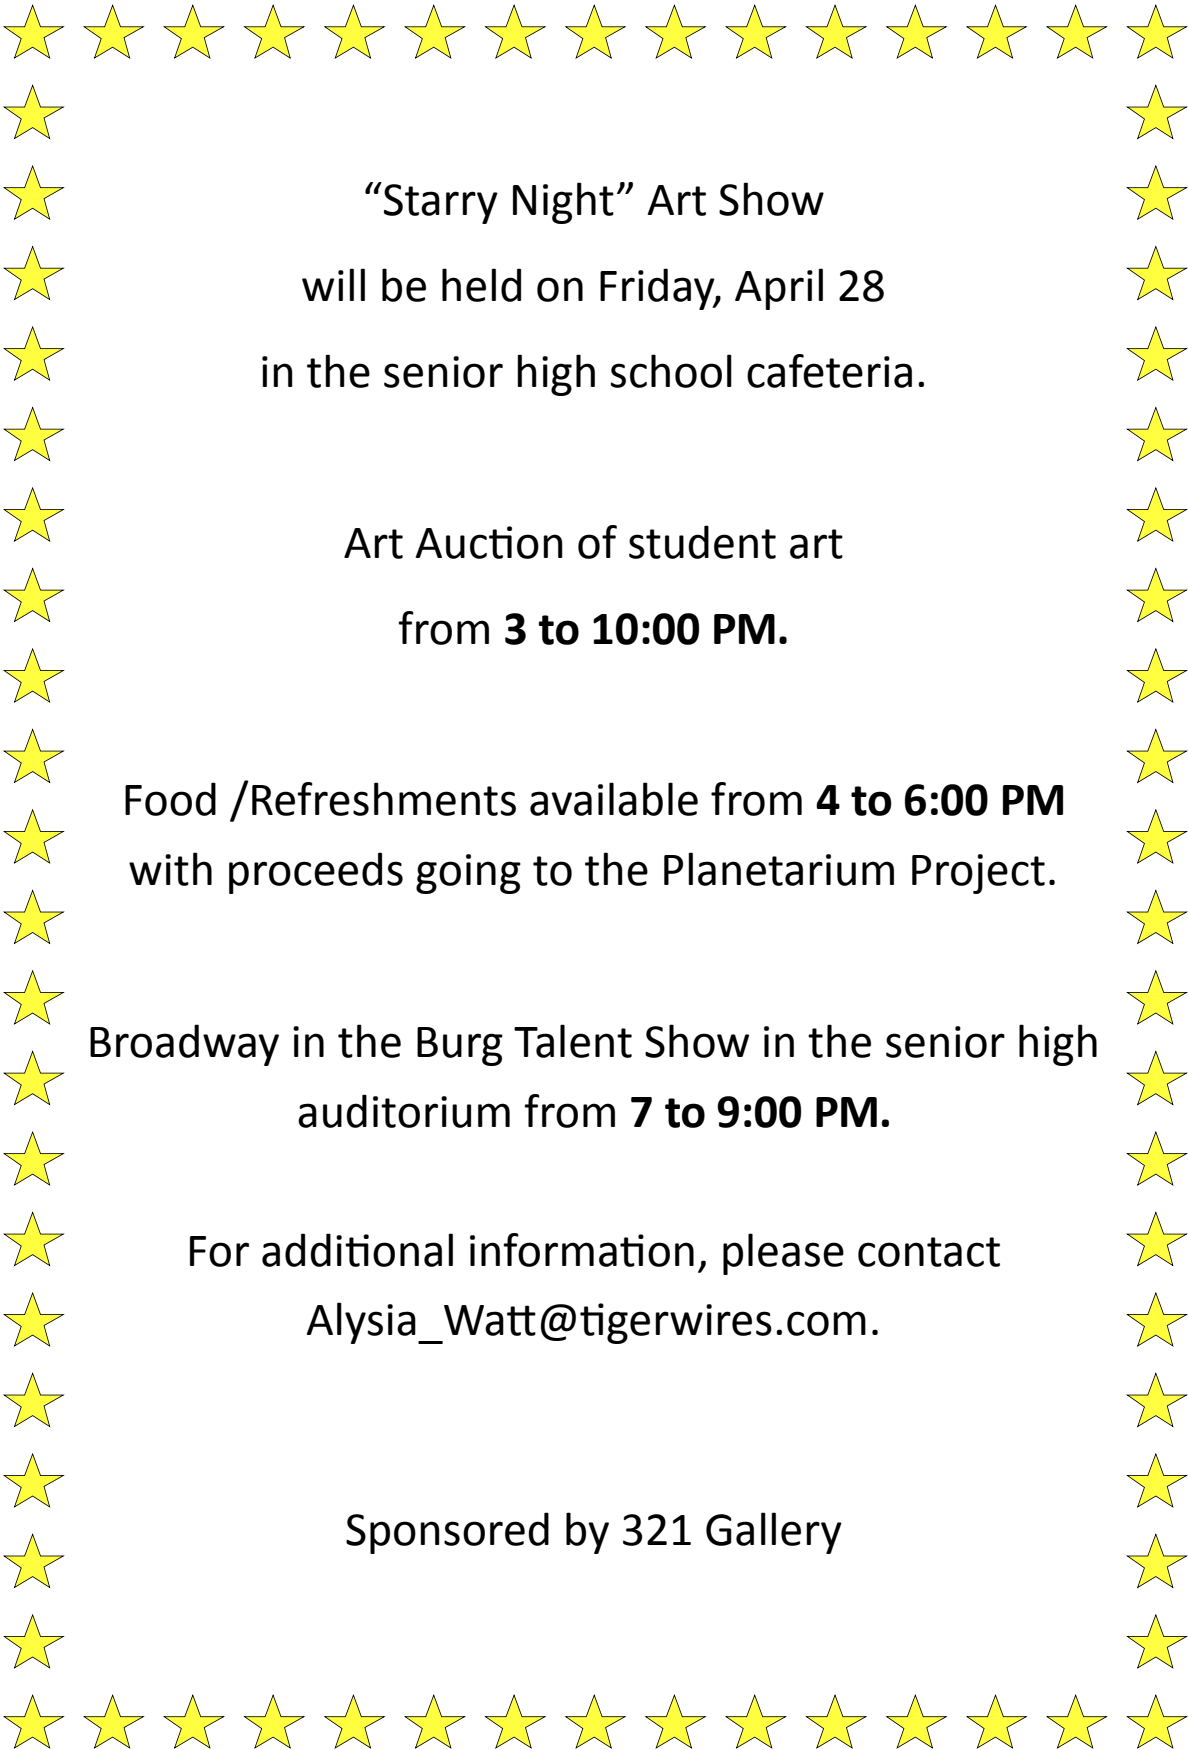 “Starry Night” Art Show
will be held on Friday, April 28
in the senior high school cafeteria.
Art Auction of student art
from 3 to 10:00 PM.
Food /Refreshments available from 4 to 6:00 PM
with proceeds going to the Planetarium Project.
Broadway in the Burg Talent Show in the senior high
auditorium from 7 to 9:00 PM.
For additional information, please contact
Alysia_Watt@tigerwires.com.
Sponsored by 321 Gallery